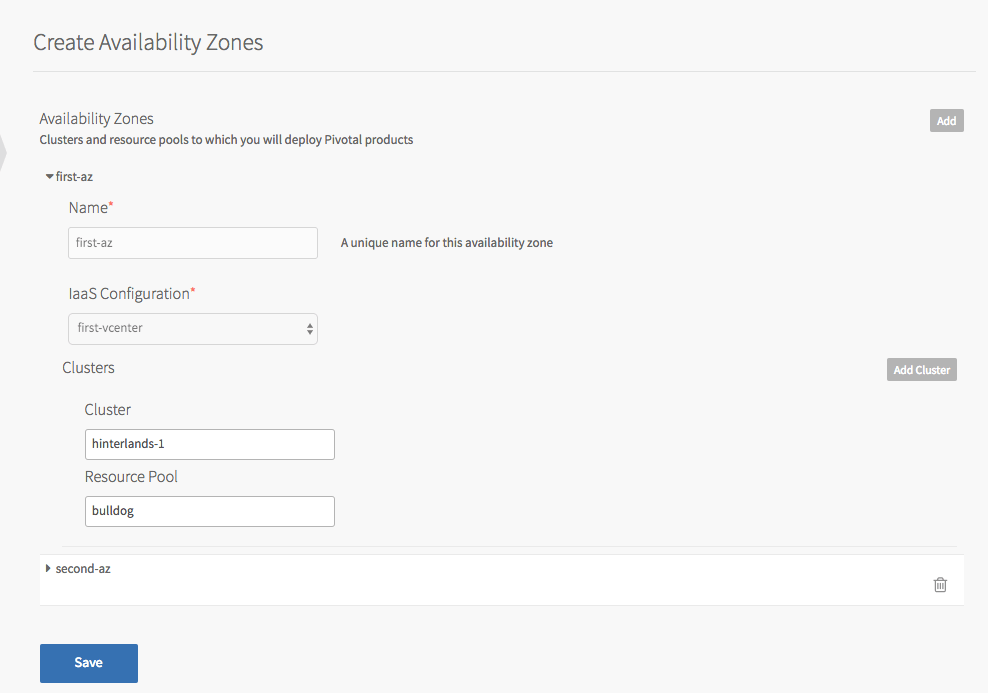 Create Availability Zones
Availability Zones
Add
Clusters and resource pools to which you will deploy Pivotal products
first-az
Name*
first-az
A unique name for this availability zone
IaaS Configuration*
first-vcenter
Clusters
Add Cluster
Cluster
hinterlands-1
Resource Pool
bulldog
second-az
Save